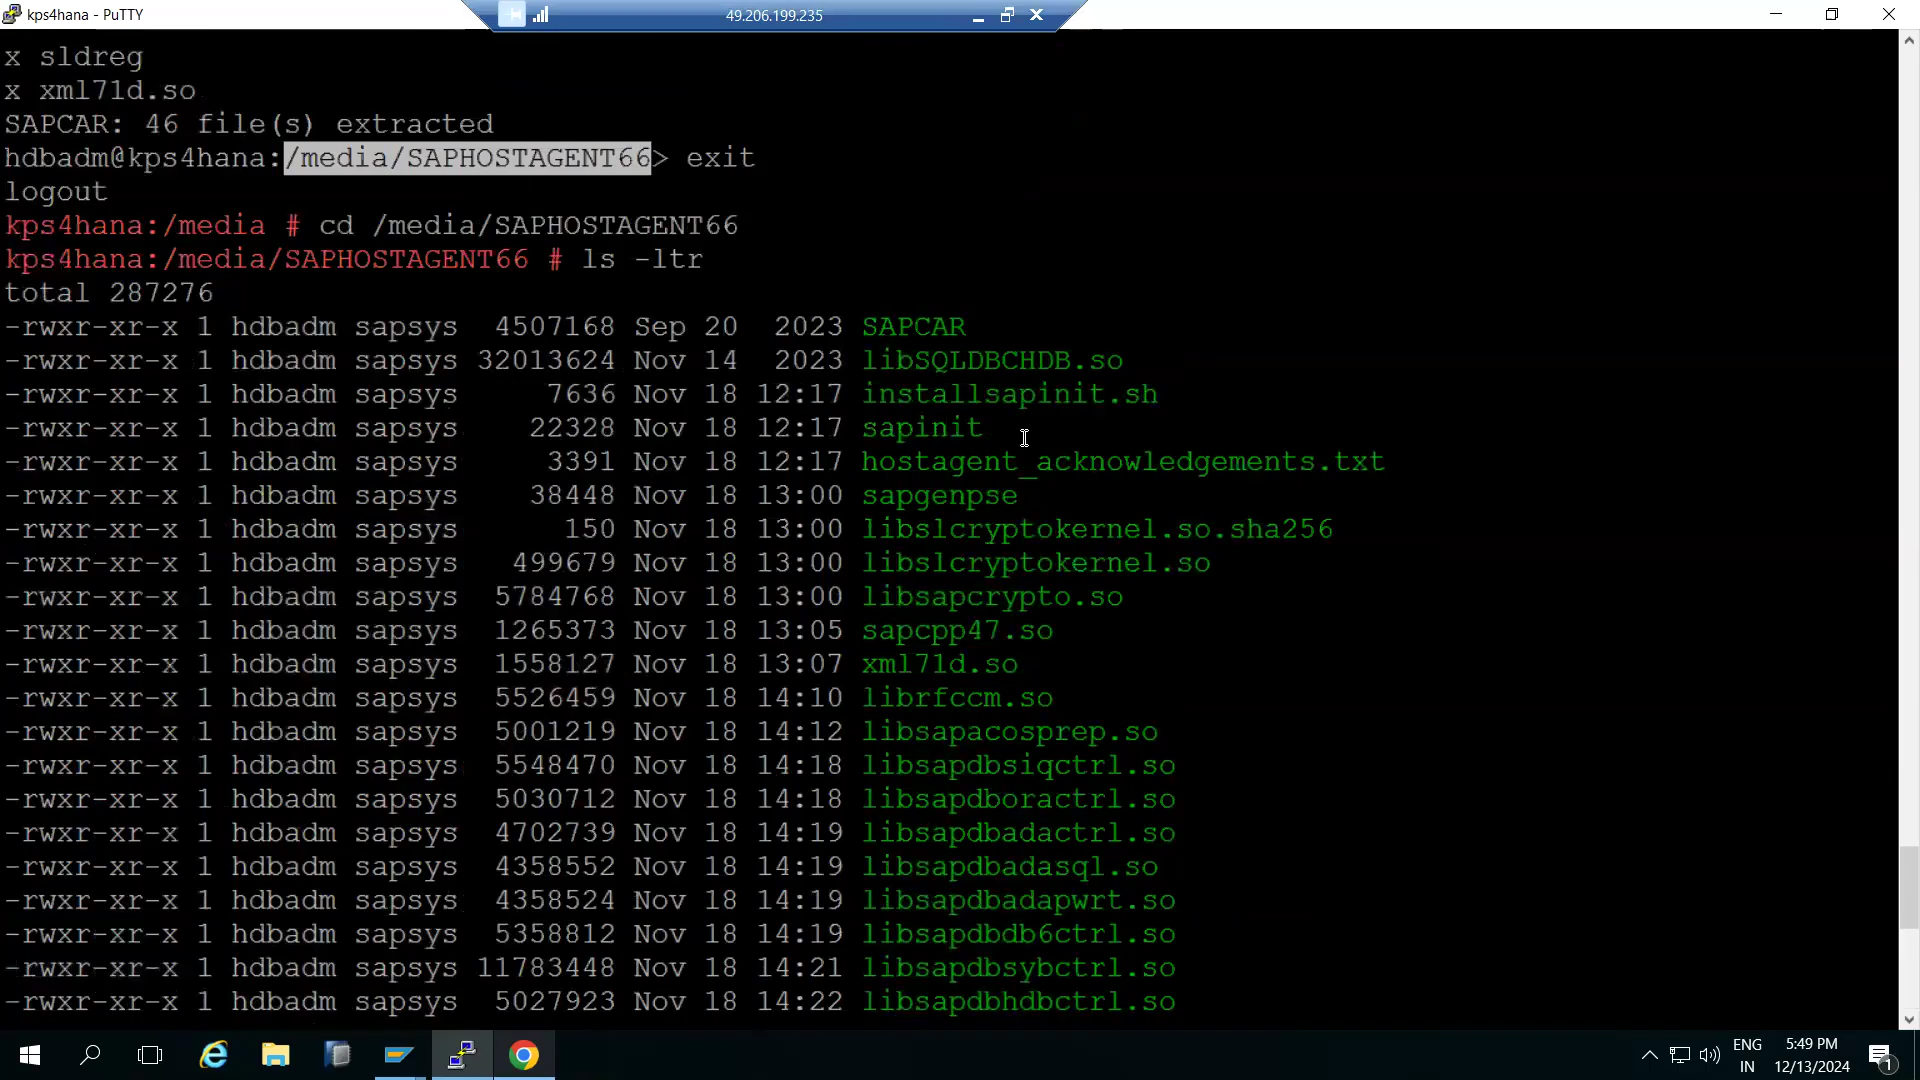 kps4hana - PuTTY
49.206.199.235
x sldreg
x xml71d.so
SAPCAR: 46 file(s) extracted
hdbadm@kps4hana:/media/SAPHOSTAGENT66> exit
logout
kps4hana:/media # cd /media/SAPHOSTAGENT66
kps4hana:/media/SAPHOSTAGENT66 # ls -ltr
total 287276
-rwxr-xr-x 1 hdbadm sapsys 4507168 Sep 20 2023 SAPCAR
-rwxr-xr-x 1 hdbadm sapsys 32013624 Nov 14 2023 libSQLDBCHDB.so
-rwxr-xr-x 1 hdbadm sapsys 7636 Nov 18 12:17 installsapinit.sh
-rwxr-xr-x 1 hdbadm sapsys 22328 Nov 18 12:17 sapinit
-rwxr-xr-x 1 hdbadm sapsys 3391 Nov 18 12:17 hostagent_acknowledgements.txt
-rwxr-xr-x 1 hdbadm sapsys 38448 Nov 18 13:00 sapgenpse
-rwxr-xr-x 1 hdbadm sapsys 150 Nov 18 13:00 libslcryptokernel.so.sha256
-rwxr-xr-x 1 hdbadm sapsys 499679 Nov 18 13:00 libslcryptokernel.so
-rwxr-xr-x 1 hdbadm sapsys 5784768 Nov 18 13:00 libsapcrypto.so
-rwxr-xr-x 1 hdbadm sapsys 1265373 Nov 18 13:05 sapcpp47.so
-rwxr-xr-x 1 hdbadm sapsys 1558127 Nov 18 13:07 xml71d.so
-rwxr-xr-x 1 hdbadm sapsys 5526459 Nov 18 14:10 librfccm.so
-rwxr-xr-x 1 hdbadm sapsys 5001219 Nov 18 14:12 libsapacosprep.so
-rwxr-xr-x 1 hdbadm sapsys 5548470 Nov 18 14:18 libsapdbsiqctrl.so
-rwxr-xr-x 1 hdbadm sapsys 5030712 Nov 18 14:18 libsapdboractrl.so
-rwxr-xr-x 1 hdbadm sapsys 4702739 Nov 18 14:19 libsapdbadactrl.so
-rwxr-xr-x 1 hdbadm sapsys 4358552 Nov 18 14:19 libsapdbadasql.so
-rwxr-xr-x 1 hdbadm sapsys 4358524 Nov 18 14:19 libsapdbadapwrt.so
-rwxr-xr-x 1 hdbadm sapsys 5358812 Nov 18 14:19 libsapdbdb6ctrl.so
-rwxr-xr-x 1 hdbadm sapsys 11783448 Nov 18 14:21 libsapdbsybctrl.so
-rwxr-xr-x 1 hdbadm sapsys 5027923 Nov 18 14:22 libsapdbhdbctrl.so
ENG
IN
5:49 PM
12/13/2024
1